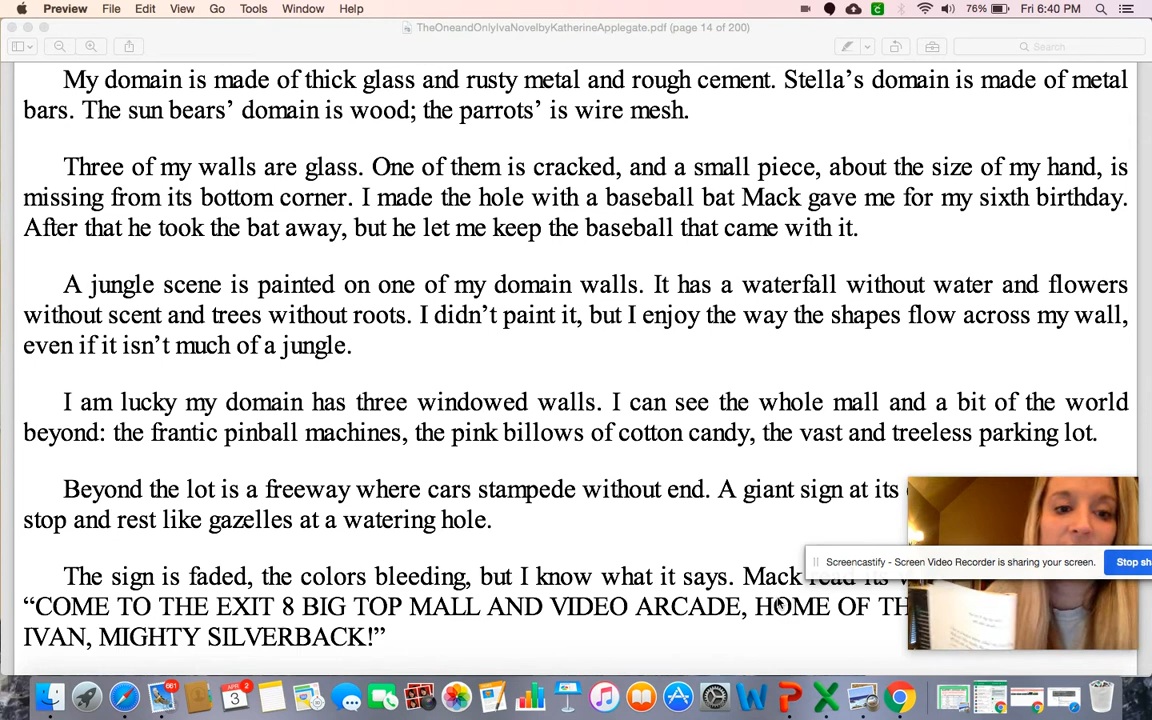 Preview File Edit View Go Tools Window Help 76% Fri 6:40 PM
TheOneandOnlyIvaNovelbyKatherineApplegate.pdf (page 14 of 200)
Search
My domain is made of thick glass and rusty metal and rough cement. Stella’s domain is made of metal
bars. The sun bears’ domain is wood; the parrots’ is wire mesh.
Three of my walls are glass. One of them is cracked, and a small piece, about the size of my hand, is
missing from its bottom corner. I made the hole with a baseball bat Mack gave me for my sixth birthday.
After that he took the bat away, but he let me keep the baseball that came with it.
A jungle scene is painted on one of my domain walls. It has a waterfall without water and flowers
without scent and trees without roots. I didn’t paint it, but I enjoy the way the shapes flow across my wall,
even if it isn’t much of a jungle.
I am lucky my domain has three windowed walls. I can see the whole mall and a bit of the world
beyond: the frantic pinball machines, the pink billows of cotton candy, the vast and treeless parking lot.
Beyond the lot is a freeway where cars stampede without end. A giant sign at its
stop and rest like gazelles at a watering hole.
Screencastify - Screen Video Recorder is sharing your screen. Stop sh
The sign is faded, the colors bleeding, but I know what it says. Mack read its
“COME TO THE EXIT 8 BIG TOP MALL AND VIDEO ARCADE, HOME OF TH
IVAN, MIGHTY SILVERBACK!”
661 APR 3 2